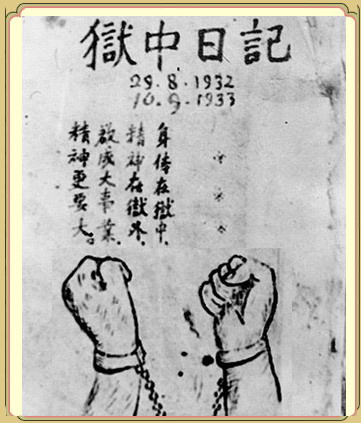 獄中日記
29.8.1932
10.9.1933
身体在獄中,
精神在獄外,
欲成大事業,
精神更要大。